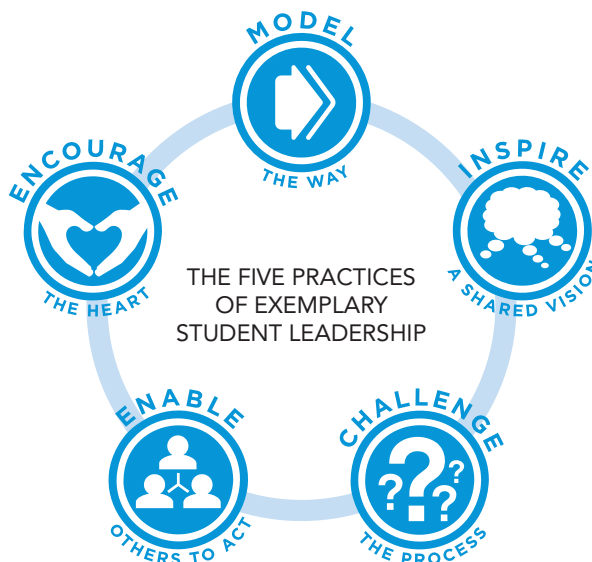 MODEL
THE WAY
INSPIRE
A SHARED VISION
CHALLENGE
THE PROCESS
ENABLE
OTHERS TO ACT
ENCOURAGE
THE HEART
THE FIVE PRACTICES
OF EXEMPLARY
STUDENT LEADERSHIP
???